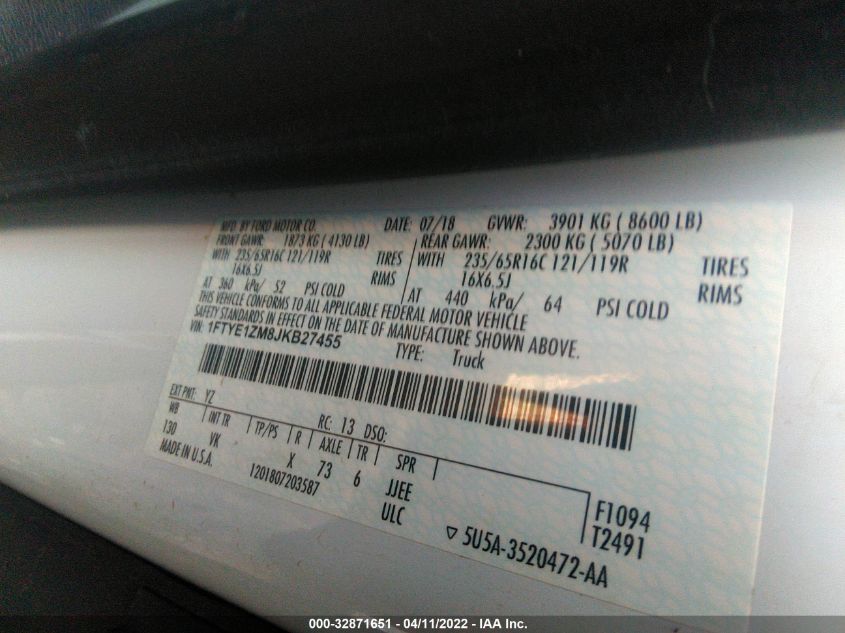 MFD. BY FORD MOTOR CO. DATE: 07/18 GVWR: 3901 KG ( 8600 LB)
FRONT GAWR: 1873 KG ( 4130 LB) REAR GAWR: 2300 KG ( 5070 LB)
WITH 235/65R16C 121/119R TIRES WITH 235/65R16C 121/119R TIRES
16X6.5J RIMS 16X6.5J RIMS
AT 360 kPa/ 52 PSI COLD AT 440 kPa/ 64 PSI COLD
THIS VEHICLE CONFORMS TO ALL APPLICABLE FEDERAL MOTOR VEHICLE
SAFETY STANDARDS IN EFFECT ON THE DATE OF MANUFACTURE SHOWN ABOVE.
VIN: 1FTYE1ZM8JKB27455
TYPE: Truck
EXT PNT: YZ RC: 13 DSO:
WB INT TR TP/PS R AXLE TR SPR
130 VK X 73 6 JJEE F1094
MADE IN U.S.A. 1201807203587 ULC T2491
▽ 5U5A-3520472-AA
000-32871651 - 04/11/2022 - IAA Inc.